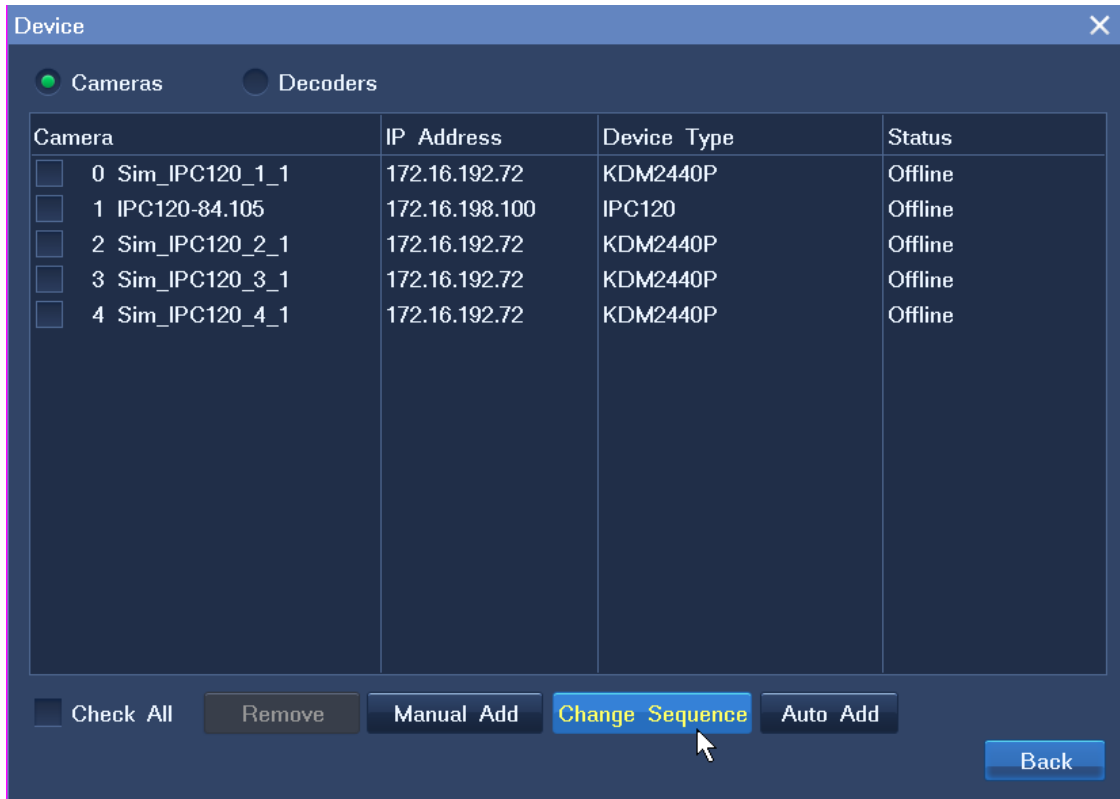 Device
Cameras Decoders
Camera IP Address Device Type Status
0 Sim_IPC120_1_1 172.16.192.72 KDM2440P Offline
1 IPC120-84.105 172.16.198.100 IPC120 Offline
2 Sim_IPC120_2_1 172.16.192.72 KDM2440P Offline
3 Sim_IPC120_3_1 172.16.192.72 KDM2440P Offline
4 Sim_IPC120_4_1 172.16.192.72 KDM2440P Offline
Check All Remove Manual Add Change Sequence Auto Add
Back